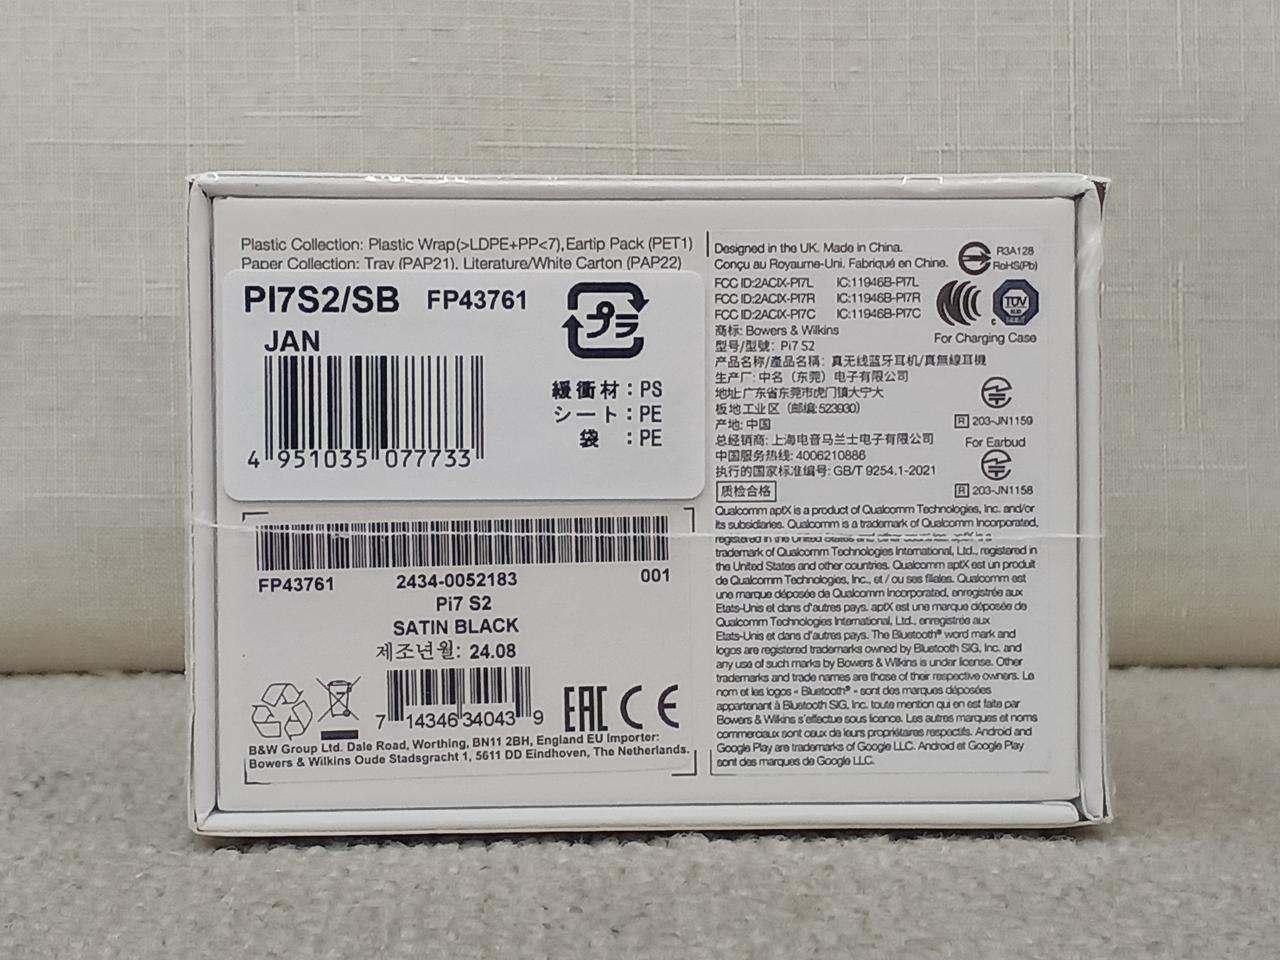 Plastic Collection: Plastic Wrap(>LDPE+PP<7),Eartip Pack (PET1)
Paper Collection: Tray (PAP21), Literature/White Carton (PAP22)
PI7S2/SB FP43761
JAN
4 951035 077733
プラ
緩衝材：PS
シート：PE
袋：PE
FP43761 2434-0052183 001
Pi7 S2
SATIN BLACK
제조년월: 24.08
7 14346 34043 9
EAC CE
B&W Group Ltd. Dale Road, Worthing, BN11 2BH, England EU Importer:
Bowers & Wilkins Oude Stadsgracht 1, 5611 DD Eindhoven, The Netherlands.
Designed in the UK. Made in China.
Conçu au Royaume-Uni. Fabriqué en Chine.
R3A128
RoHS(Pb)
FCC ID:2ACIX-PI7L IC:11946B-PI7L
FCC ID:2ACIX-PI7R IC:11946B-PI7R
FCC ID:2ACIX-PI7C IC:11946B-PI7C
TÜV
SÜD
For Charging Case
商标: Bowers & Wilkins
型号/型號: Pi7 S2
产品名称/產品名稱: 真无线蓝牙耳机/真無線耳機
生产厂: 中名（东莞）电子有限公司
地址:广东省东莞市虎门镇大宁大
板地工业区（邮编:523930）
产地: 中国
总经销商: 上海电音马兰士电子有限公司
中国服务热线: 4006210886
执行的国家标准编号: GB/T 9254.1-2021
质检合格
R 203-JN1159
For Earbud
R 203-JN1158
Qualcomm aptX is a product of Qualcomm Technologies, Inc. and/or
its subsidiaries. Qualcomm is a trademark of Qualcomm Incorporated,
registered in the United States and other countries. aptX is a
trademark of Qualcomm Technologies International, Ltd., registered in
the United States and other countries. Qualcomm aptX est un produit
de Qualcomm Technologies, Inc., et / ou ses filiales. Qualcomm est
une marque déposée de Qualcomm Incorporated, enregistrée aux
Etats-Unis et dans d'autres pays. aptX est une marque déposée de
Qualcomm Technologies International, Ltd., enregistrée aux
Etats-Unis et dans d'autres pays. The Bluetooth® word mark and
logos are registered trademarks owned by Bluetooth SIG, Inc. and
any use of such marks by Bowers & Wilkins is under license. Other
trademarks and trade names are those of their respective owners. Le
nom et les logos « Bluetooth® » sont des marques déposées
appartenant à Bluetooth SIG, Inc. toute mention qui en est faite par
Bowers & Wilkins s'effectue sous licence. Les autres marques et noms
commerciaux sont ceux de leurs propriétaires respectifs. Android and
Google Play are trademarks of Google LLC. Android et Google Play
sont des marques de Google LLC.